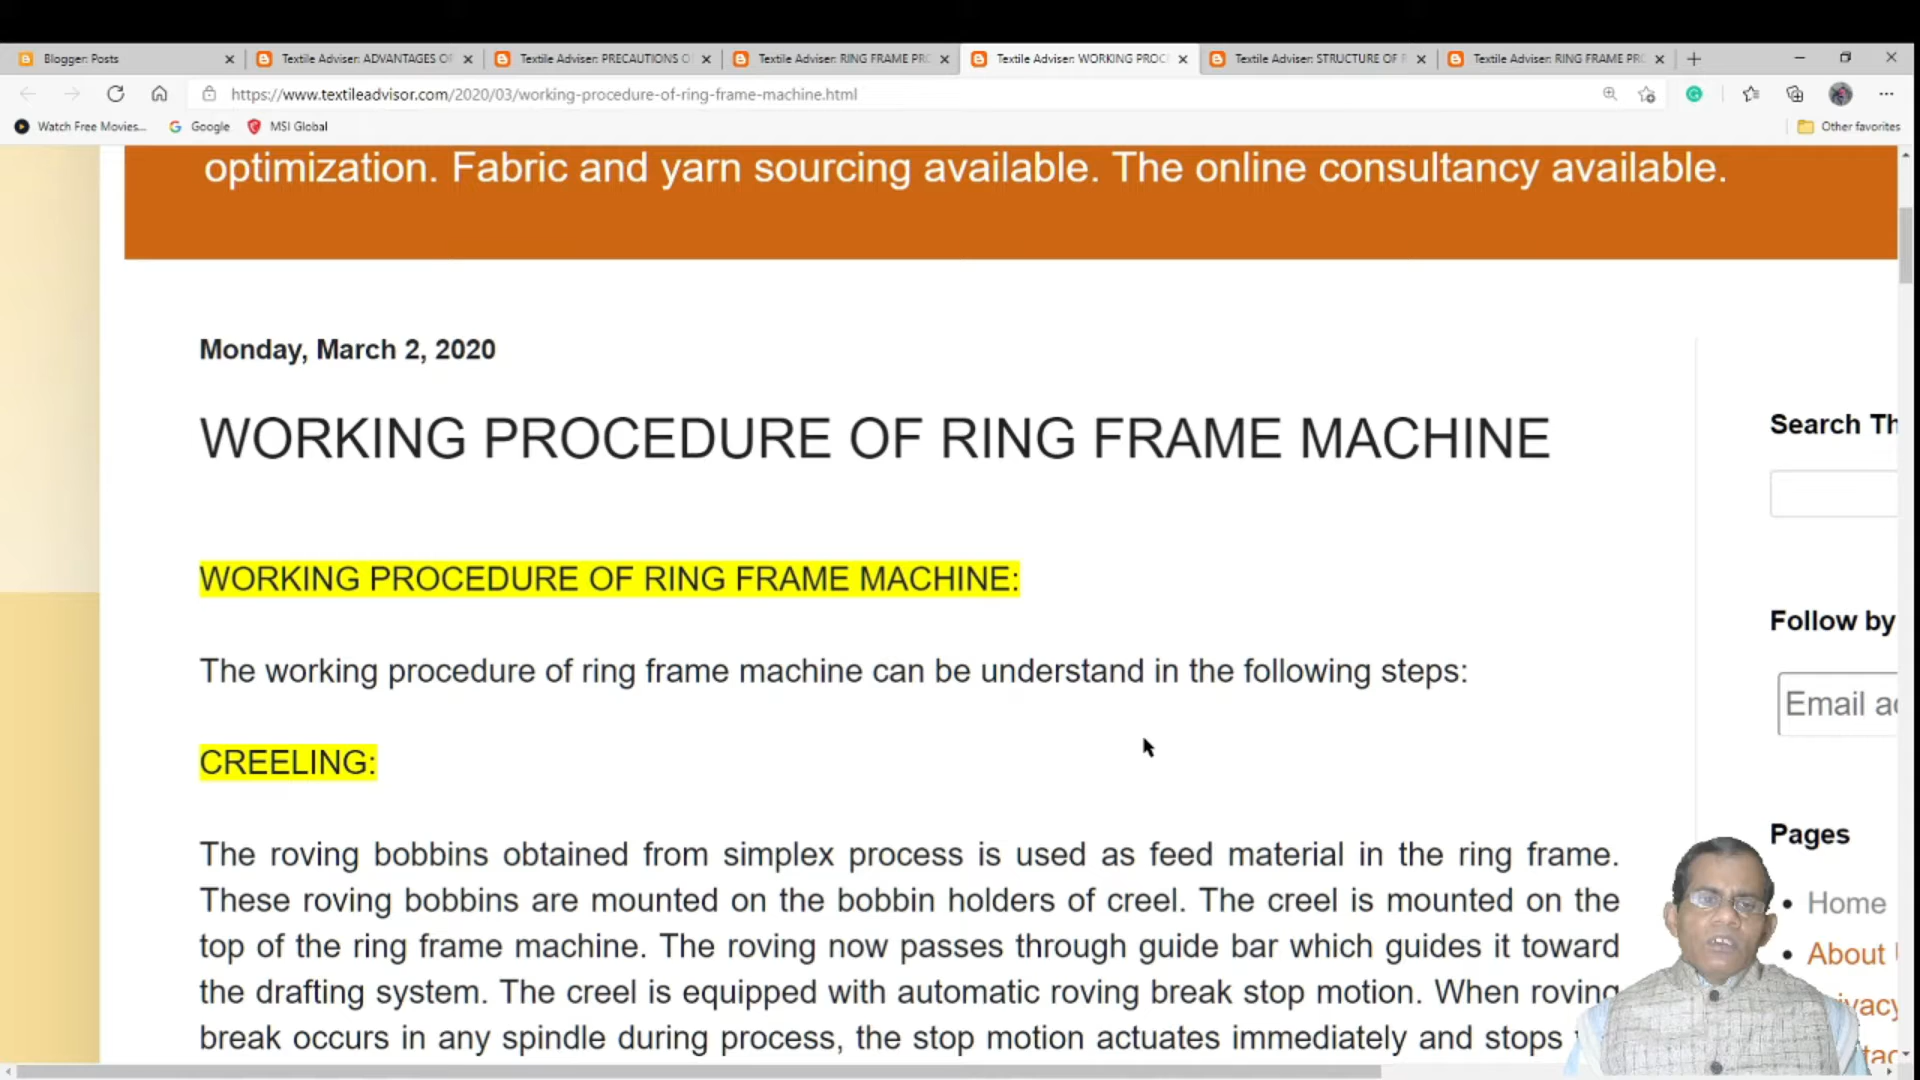 Blogger: Posts
Textile Adviser: ADVANTAGES OF
Textile Adviser: PRECAUTIONS O
Textile Adviser: RING FRAME PR
Textile Adviser: WORKING PROC
Textile Adviser: STRUCTURE OF
Textile Adviser: RING FRAME PR
https://www.textileadvisor.com/2020/03/working-procedure-of-ring-frame-machine.html
Watch Free Movies...
Google
MSI Global
Other favorites
optimization. Fabric and yarn sourcing available. The online consultancy available.
Monday, March 2, 2020
WORKING PROCEDURE OF RING FRAME MACHINE
WORKING PROCEDURE OF RING FRAME MACHINE:
The working procedure of ring frame machine can be understand in the following steps:
CREELING:
The roving bobbins obtained from simplex process is used as feed material in the ring frame.
These roving bobbins are mounted on the bobbin holders of creel. The creel is mounted on the
top of the ring frame machine. The roving now passes through guide bar which guides it toward
the drafting system. The creel is equipped with automatic roving break stop motion. When roving
break occurs in any spindle during process, the stop motion actuates immediately and stops
Search Th
Follow by
Email a
Pages
Home
About